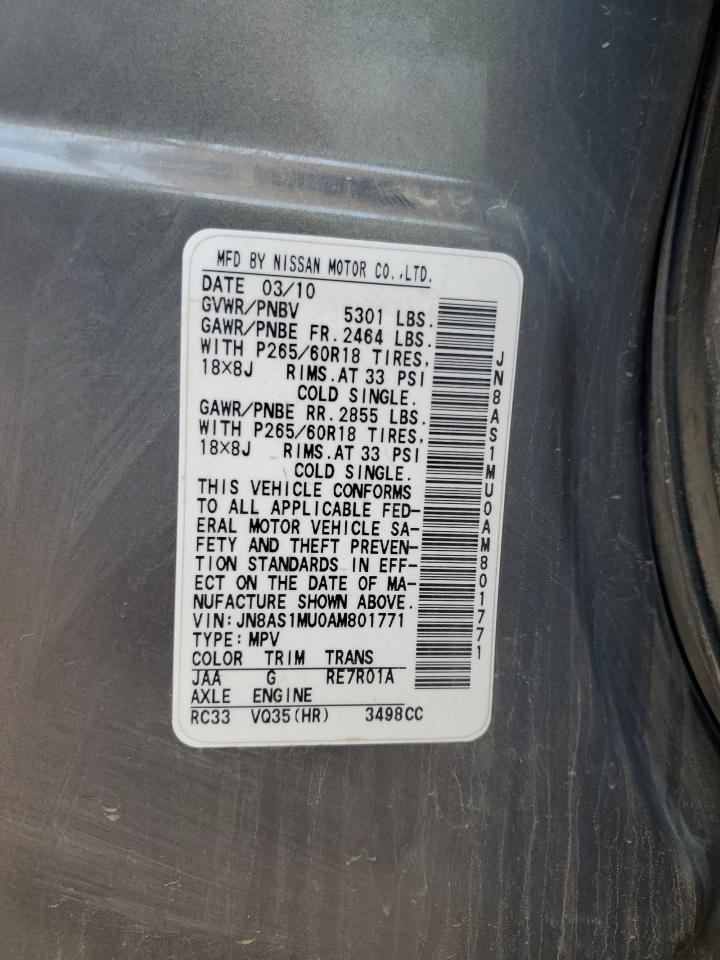 MFD BY NISSAN MOTOR CO.,LTD.
DATE 03/10
GVWR/PNBV 5301 LBS.
GAWR/PNBE FR. 2464 LBS.
WITH P265/60R18 TIRES,
18×8J RIMS. AT 33 PSI
COLD SINGLE.
GAWR/PNBE RR. 2855 LBS.
WITH P265/60R18 TIRES,
18×8J RIMS. AT 33 PSI
COLD SINGLE.
THIS VEHICLE CONFORMS
TO ALL APPLICABLE FED-
ERAL MOTOR VEHICLE SA-
FETY AND THEFT PREVEN-
TION STANDARDS IN EFF-
ECT ON THE DATE OF MA-
NUFACTURE SHOWN ABOVE.
VIN:JN8AS1MU0AM801771
TYPE:MPV
COLOR TRIM TRANS
JAA G RE7R01A
AXLE ENGINE
RC33 VQ35(HR) 3498CC
JN8AS1MU0AM801771